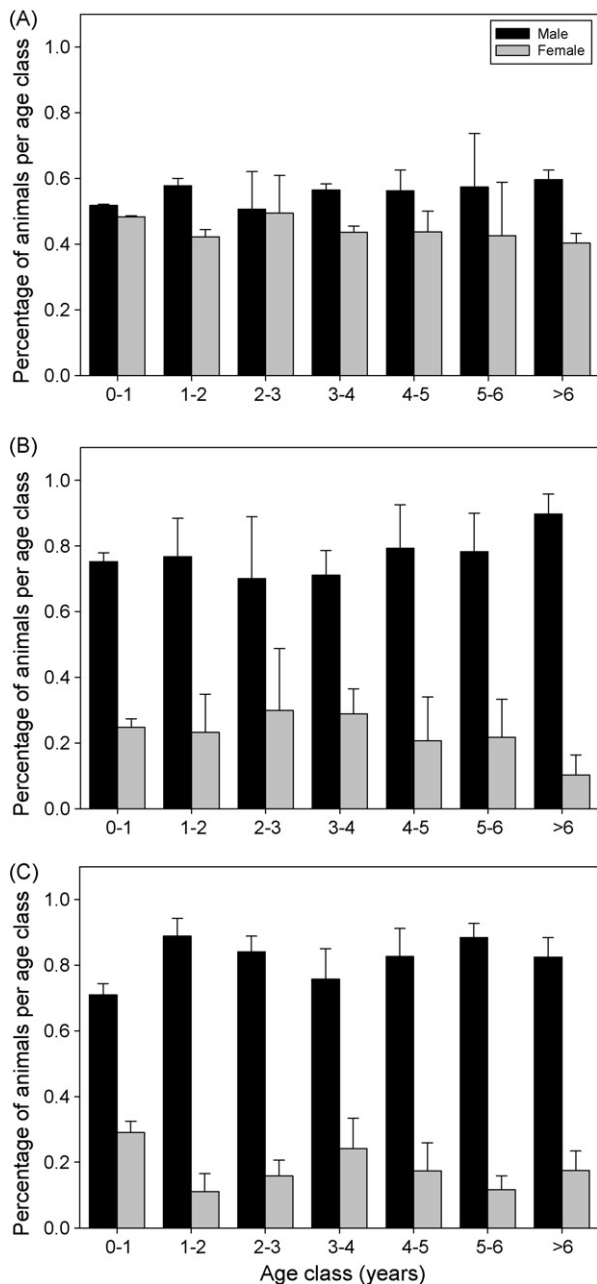 (A)
Male
Female
Percentage of animals per age class
1.0
0.8
0.6
0.4
0.2
0.0
0-1 1-2 2-3 3-4 4-5 5-6 >6
(B)
Percentage of animals per age class
1.0
0.8
0.6
0.4
0.2
0.0
0-1 1-2 2-3 3-4 4-5 5-6 >6
(C)
Percentage of animals per age class
1.0
0.8
0.6
0.4
0.2
0.0
0-1 1-2 2-3 3-4 4-5 5-6 >6
Age class (years)